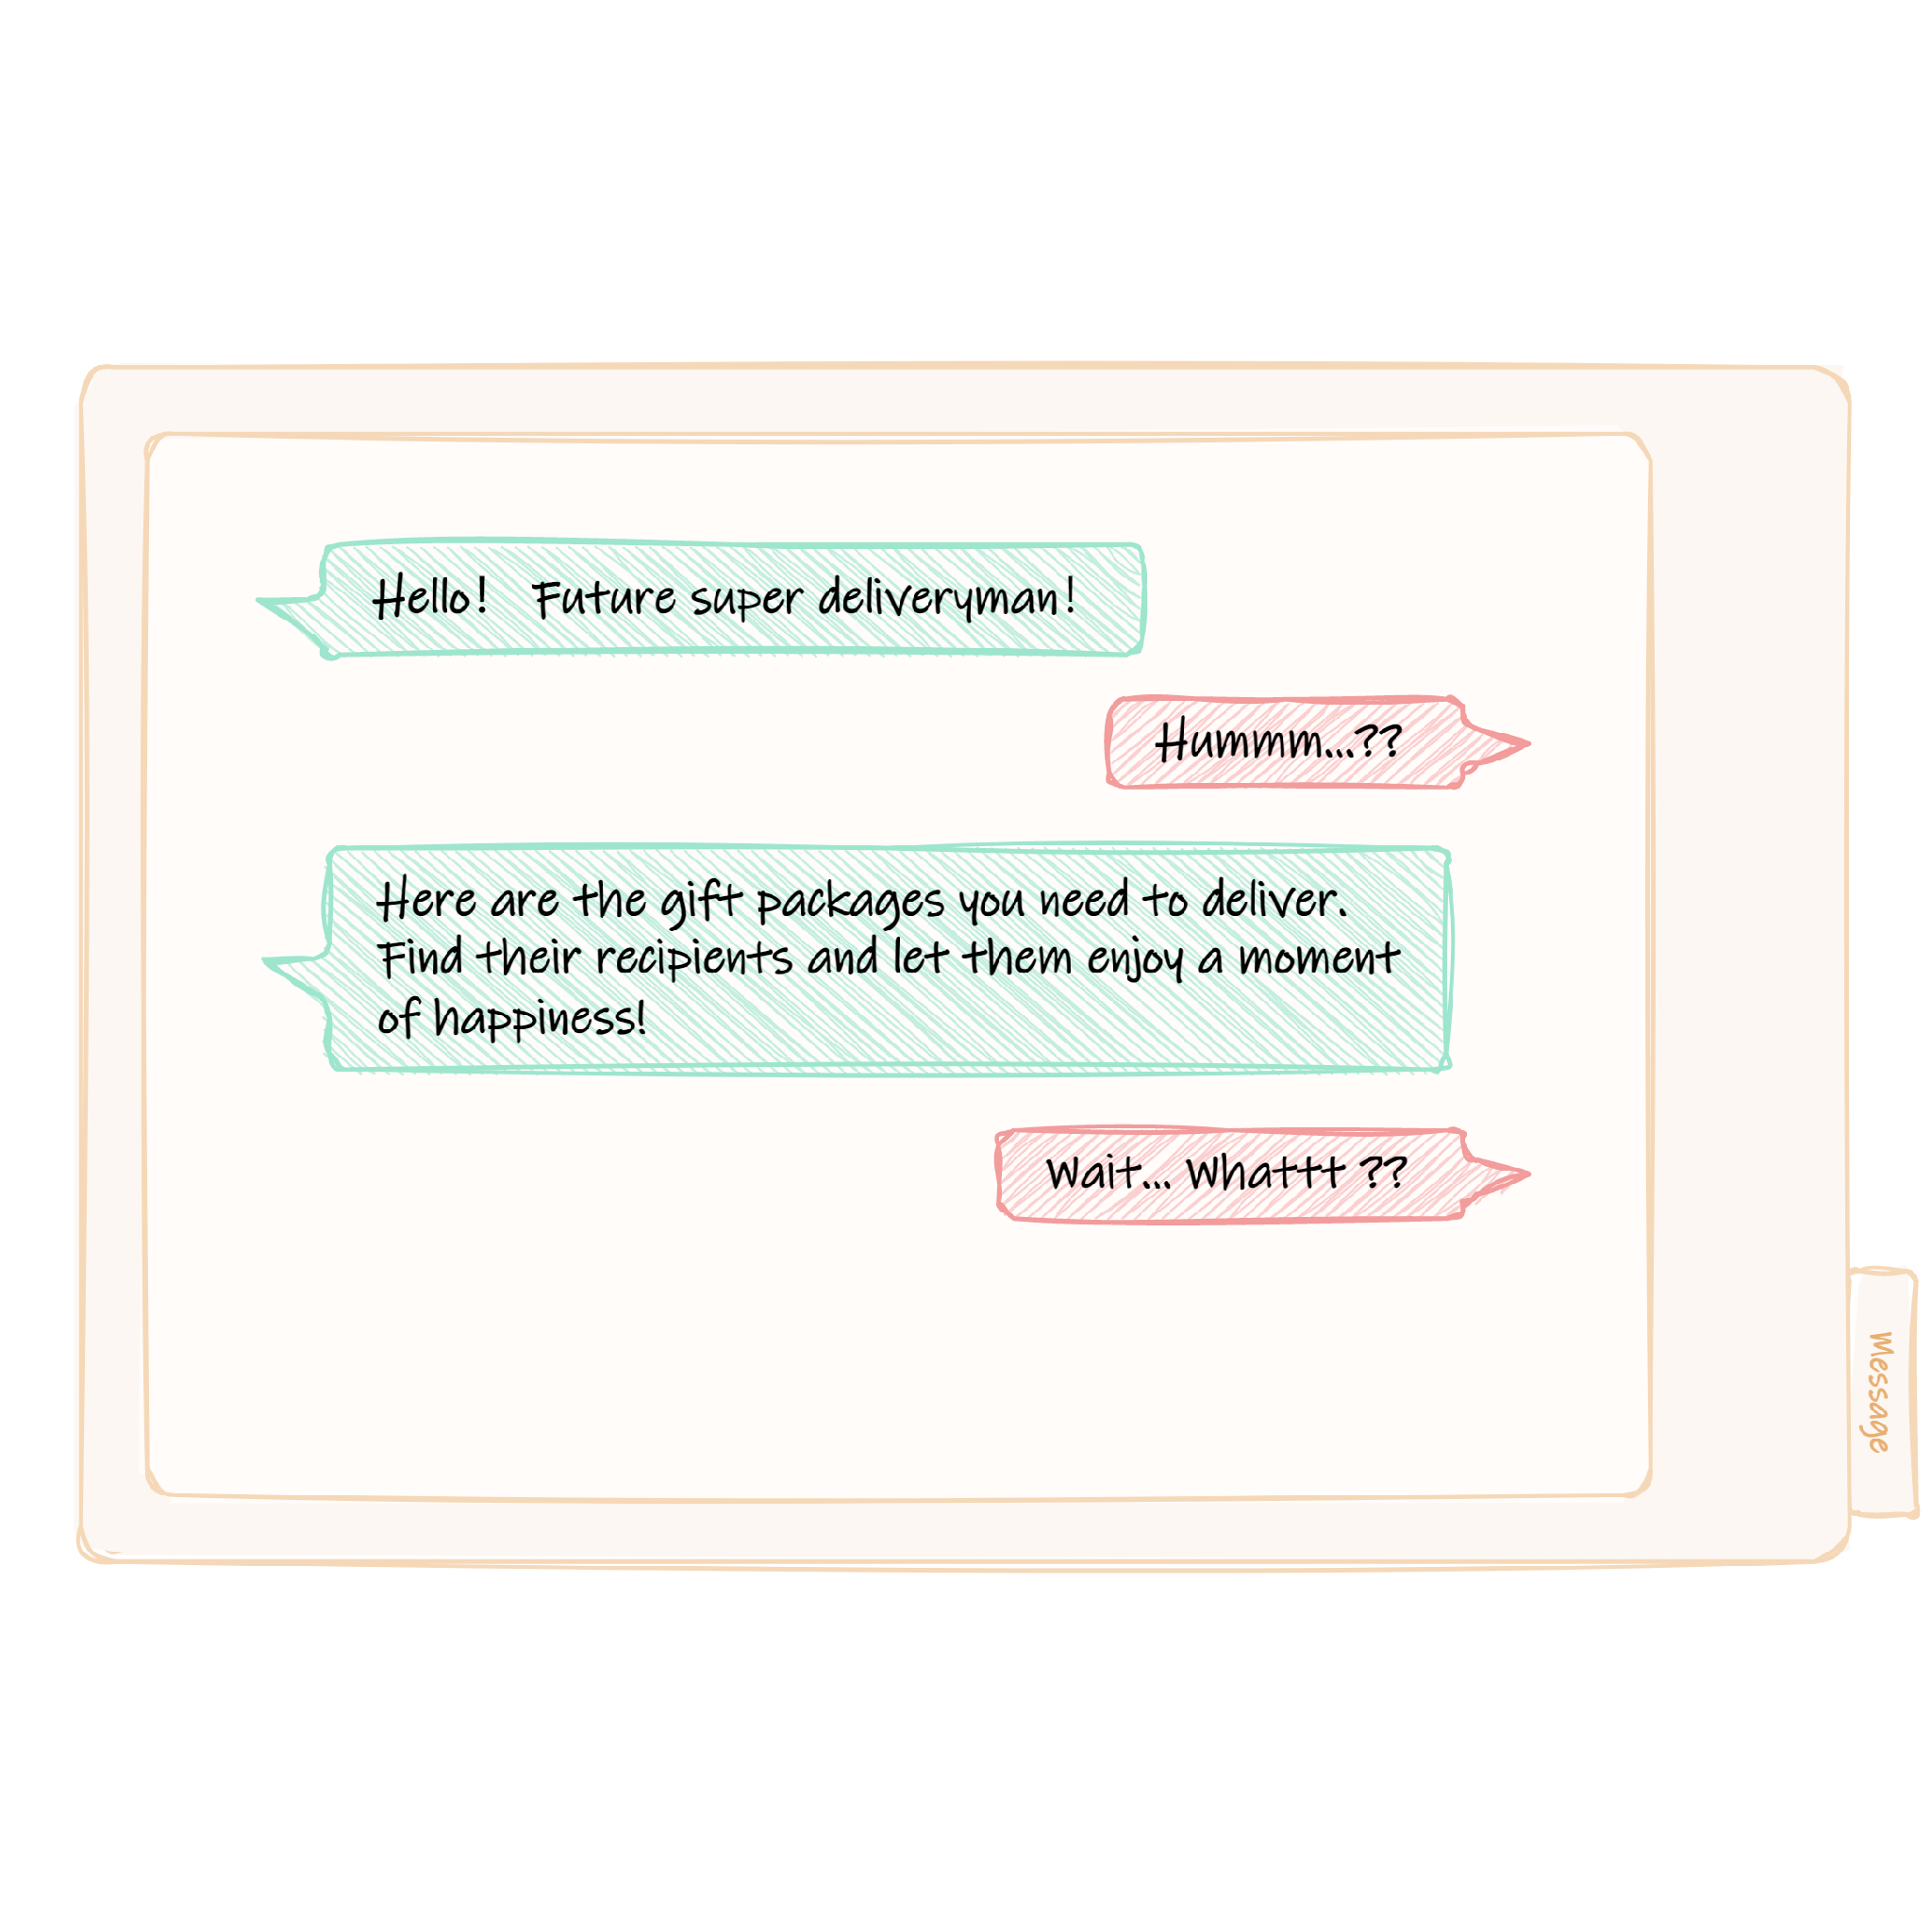 Hello! Future super deliveryman!
Hummm...??
Here are the gift packages you need to deliver.
Find their recipients and let them enjoy a moment
of happiness!
Wait... Whattt ??
Message